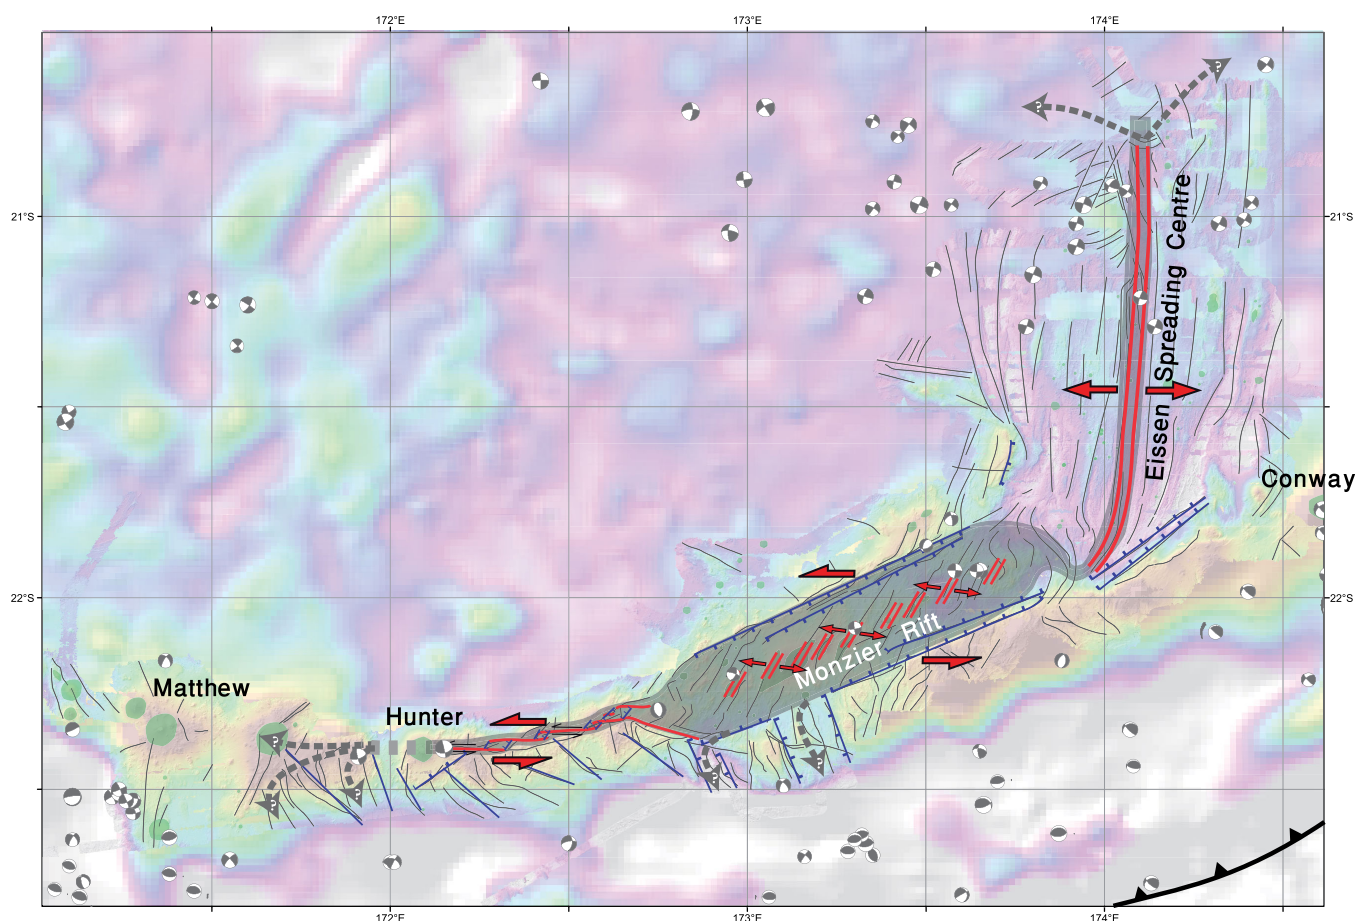 172°E
173°E
174°E
?
?
21°S
21°S
Eissen Spreading Centre
Conway
22°S
22°S
Monzier Rift
Matthew
Hunter
?
?
?
?
?
172°E
173°E
174°E